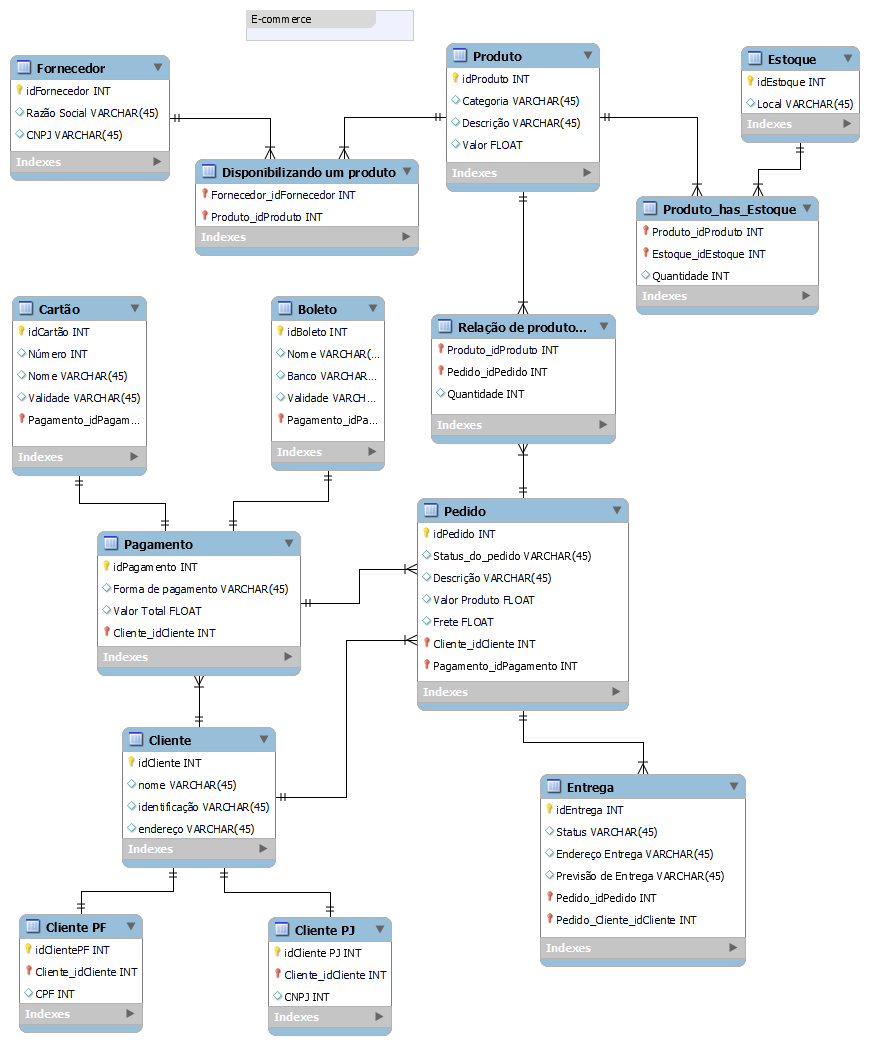 E-commerce
Fornecedor
idFornecedor INT
Razão Social VARCHAR(45)
CNPJ VARCHAR(45)
Indexes
Produto
idProduto INT
Categoria VARCHAR(45)
Descrição VARCHAR(45)
Valor FLOAT
Indexes
Estoque
idEstoque INT
Local VARCHAR(45)
Indexes
Disponibilizando um produto
Fornecedor_idFornecedor INT
Produto_idProduto INT
Indexes
Produto_has_Estoque
Produto_idProduto INT
Estoque_idEstoque INT
Quantidade INT
Indexes
Cartão
idCartão INT
Número INT
Nome VARCHAR(45)
Validade VARCHAR(45)
Pagamento_idPagam...
Indexes
Boleto
idBoleto INT
Nome VARCHAR(...
Banco VARCHAR...
Validade VARCH...
Pagamento_idPa...
Indexes
Relação de produto...
Produto_idProduto INT
Pedido_idPedido INT
Quantidade INT
Indexes
Pagamento
idPagamento INT
Forma de pagamento VARCHAR(45)
Valor Total FLOAT
Cliente_idCliente INT
Indexes
Pedido
idPedido INT
Status_do_pedido VARCHAR(45)
Descrição VARCHAR(45)
Valor Produto FLOAT
Frete FLOAT
Cliente_idCliente INT
Pagamento_idPagamento INT
Indexes
Cliente
idCliente INT
nome VARCHAR(45)
identificação VARCHAR(45)
endereço VARCHAR(45)
Indexes
Entrega
idEntrega INT
Status VARCHAR(45)
Endereço Entrega VARCHAR(45)
Previsão de Entrega VARCHAR(45)
Pedido_idPedido INT
Pedido_Cliente_idCliente INT
Indexes
Cliente PF
idClientePF INT
Cliente_idCliente INT
CPF INT
Indexes
Cliente PJ
idCliente PJ INT
Cliente_idCliente INT
CNPJ INT
Indexes